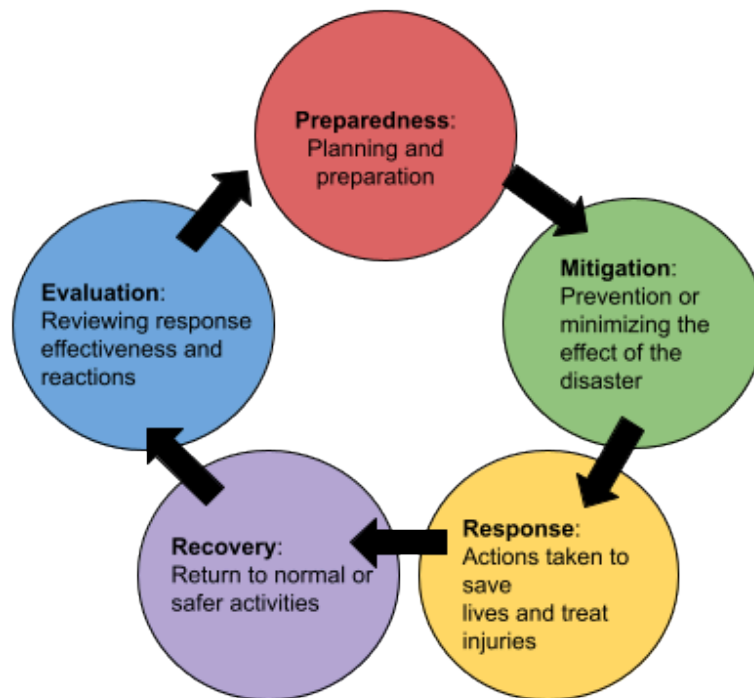 Preparedness:
Planning and
preparation
Mitigation:
Prevention or
minimizing the
effect of the
disaster
Response:
Actions taken to
save
lives and treat
injuries
Recovery:
Return to normal or
safer activities
Evaluation:
Reviewing response
effectiveness and
reactions